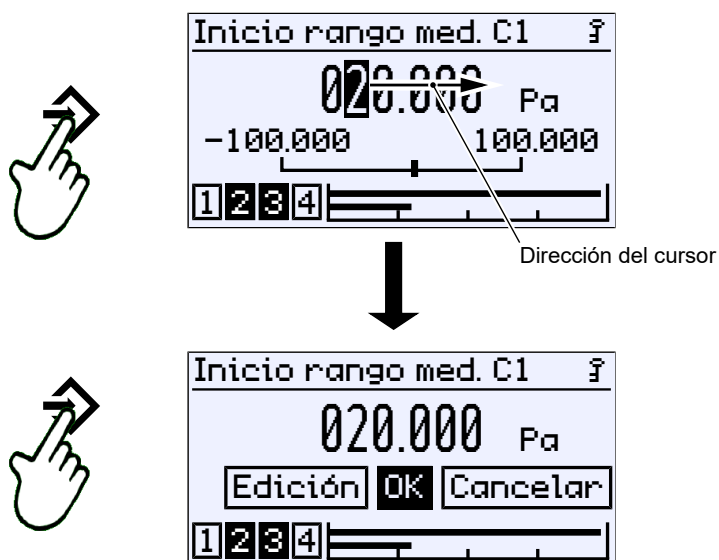 Inicio rango med. C1
020.000 Pa
-100.000 100.000
1 2 3 4
Dirección del cursor
Inicio rango med. C1
020.000 Pa
Edición OK Cancelar
1 2 3 4